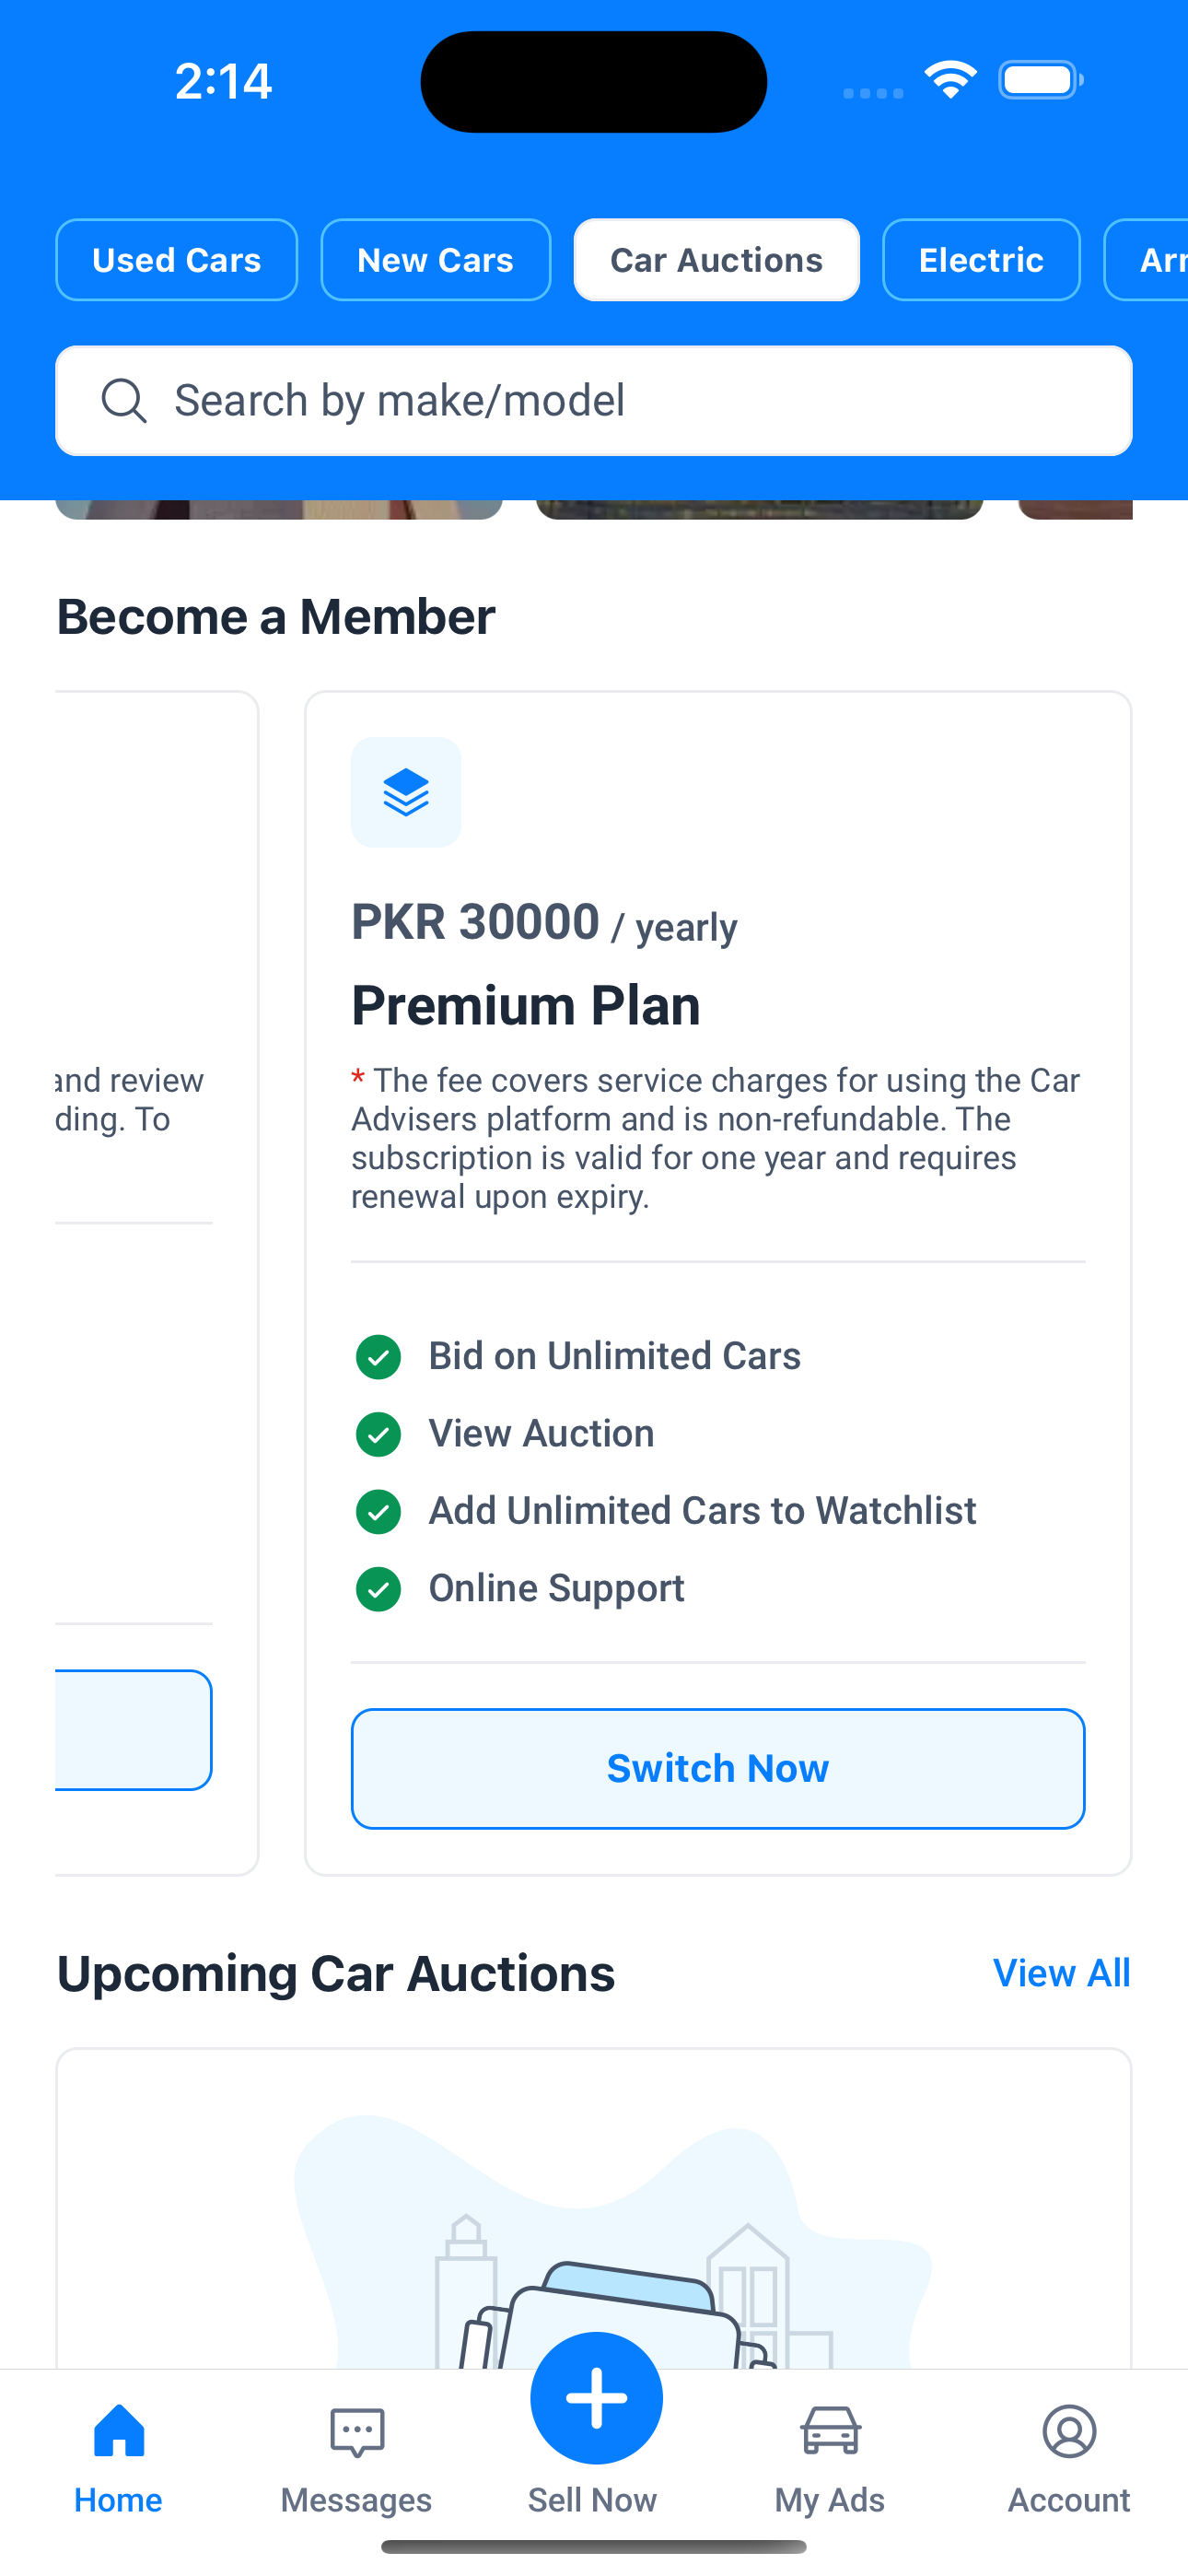 2:14
Used Cars
New Cars
Car Auctions
Electric
Search by make/model
Become a Member
and review
ding. To
PKR 30000 / yearly
Premium Plan
* The fee covers service charges for using the Car
Advisers platform and is non-refundable. The
subscription is valid for one year and requires
renewal upon expiry.
Bid on Unlimited Cars
View Auction
Add Unlimited Cars to Watchlist
Online Support
Switch Now
Upcoming Car Auctions
View All
Home
Messages
Sell Now
My Ads
Account